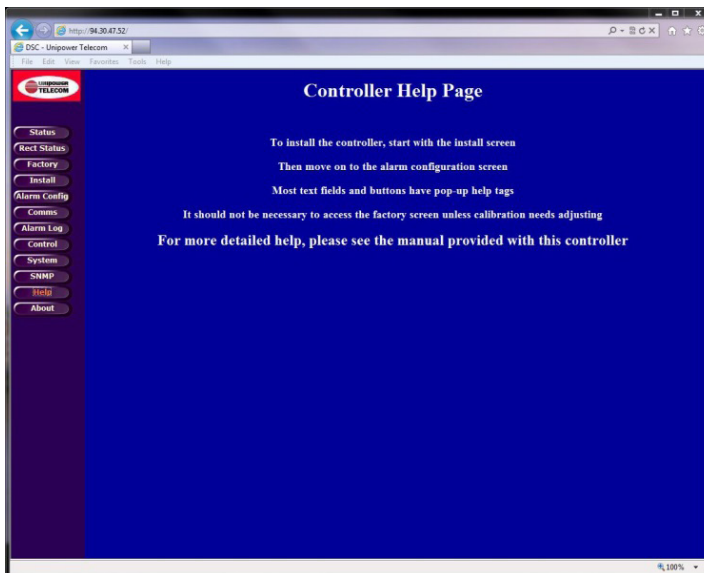 http://94.30.47.52/
DSC - Unipower Telecom
File Edit View Favorites Tools Help
UNIPOWER
TELECOM
Controller Help Page
Status
Rect Status
Factory
Install
Alarm Config
Comms
Alarm Log
Control
System
SNMP
Help
About
To install the controller, start with the install screen
Then move on to the alarm configuration screen
Most text fields and buttons have pop-up help tags
It should not be necessary to access the factory screen unless calibration needs adjusting
For more detailed help, please see the manual provided with this controller
100%